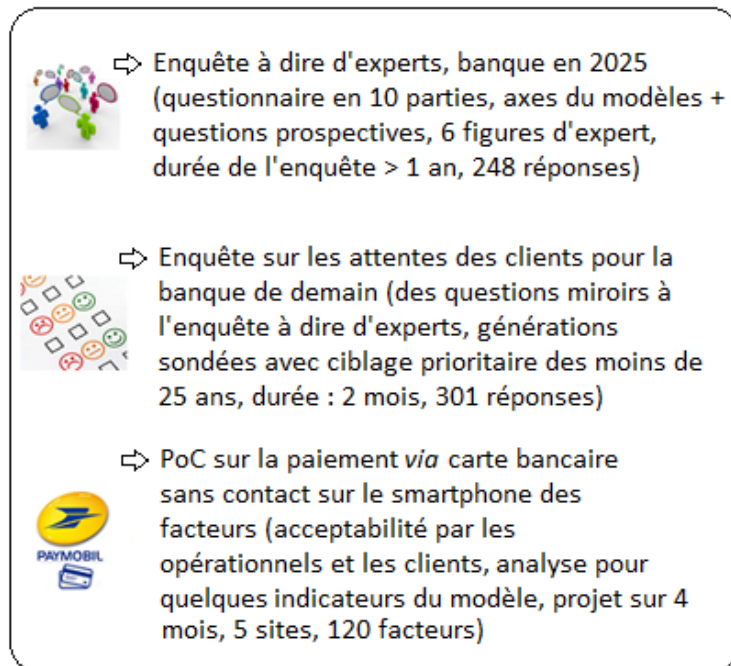 ⇨ Enquête à dire d'experts, banque en 2025
(questionnaire en 10 parties, axes du modèles +
questions prospectives, 6 figures d'expert,
durée de l'enquête > 1 an, 248 réponses)
⇨ Enquête sur les attentes des clients pour la
banque de demain (des questions miroirs à
l'enquête à dire d'experts, générations
sondées avec ciblage prioritaire des moins de
25 ans, durée : 2 mois, 301 réponses)
⇨ PoC sur la paiement via carte bancaire
sans contact sur le smartphone des
facteurs (acceptabilité par les
opérationnels et les clients, analyse pour
quelques indicateurs du modèle, projet sur 4
mois, 5 sites, 120 facteurs)
PAYMOBIL